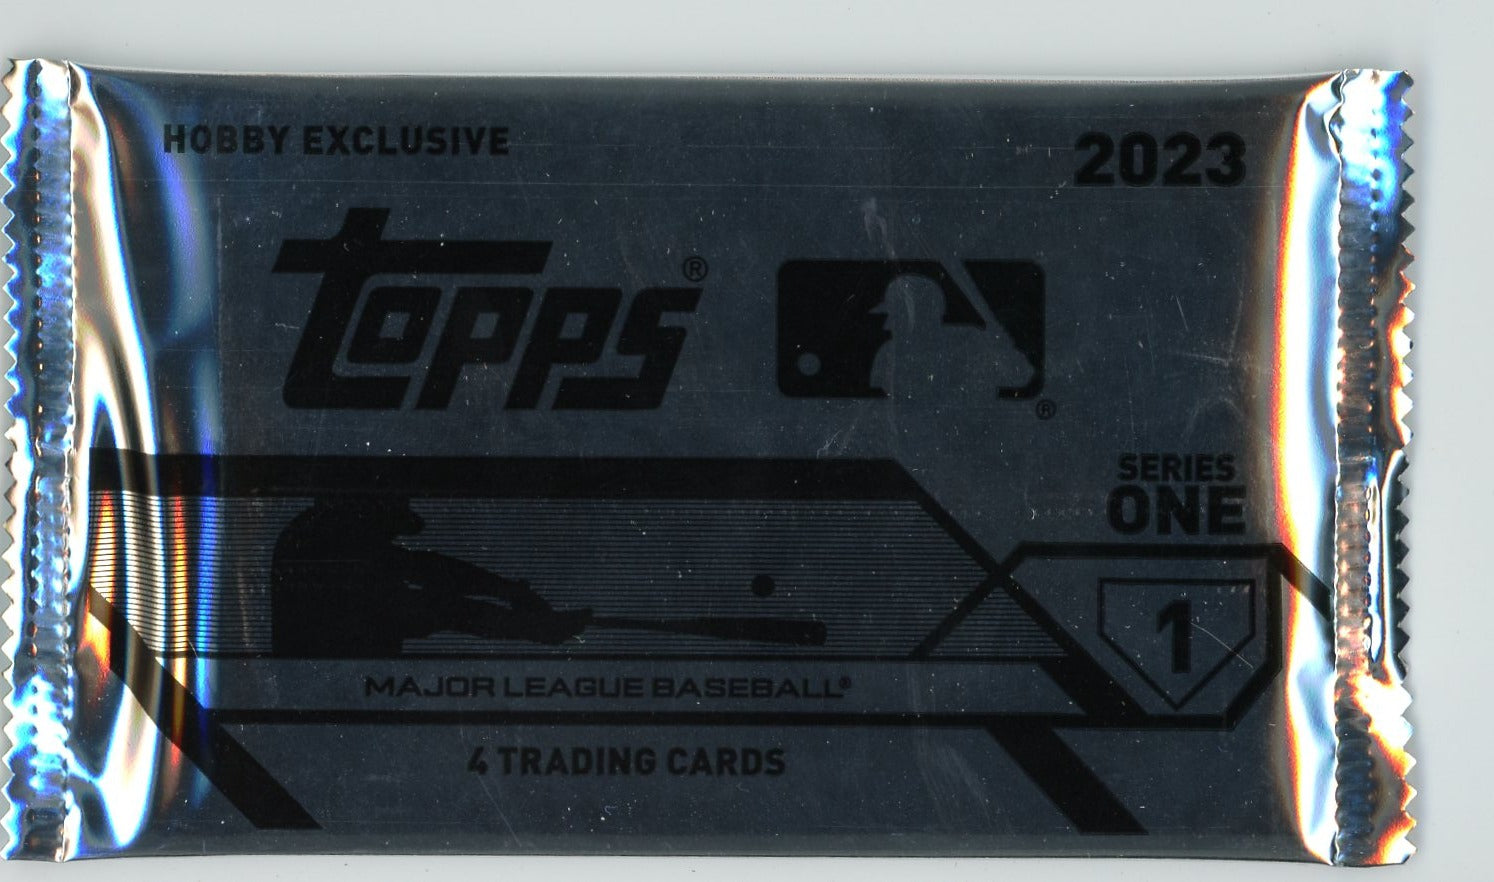 HOBBY EXCLUSIVE
2023
topps®
®
SERIES
ONE
1
MAJOR LEAGUE BASEBALL®
4 TRADING CARDS